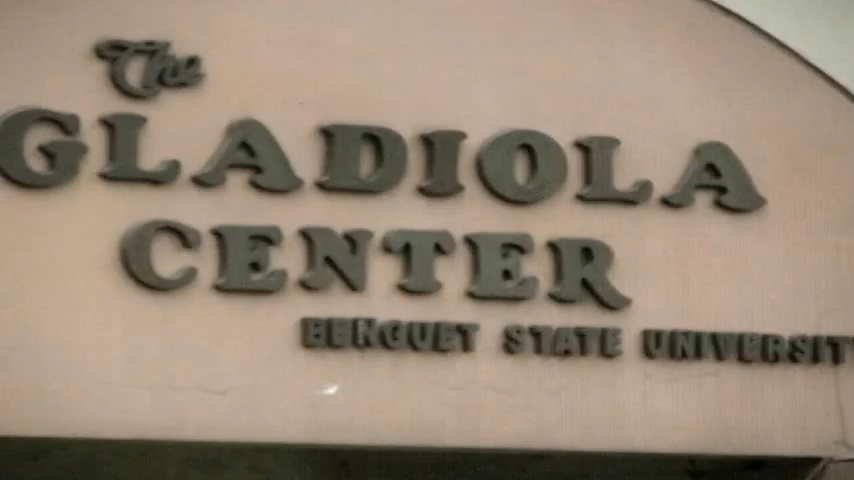 The
GLADIOLA
CENTER
BENGUET STATE UNIVERSITY